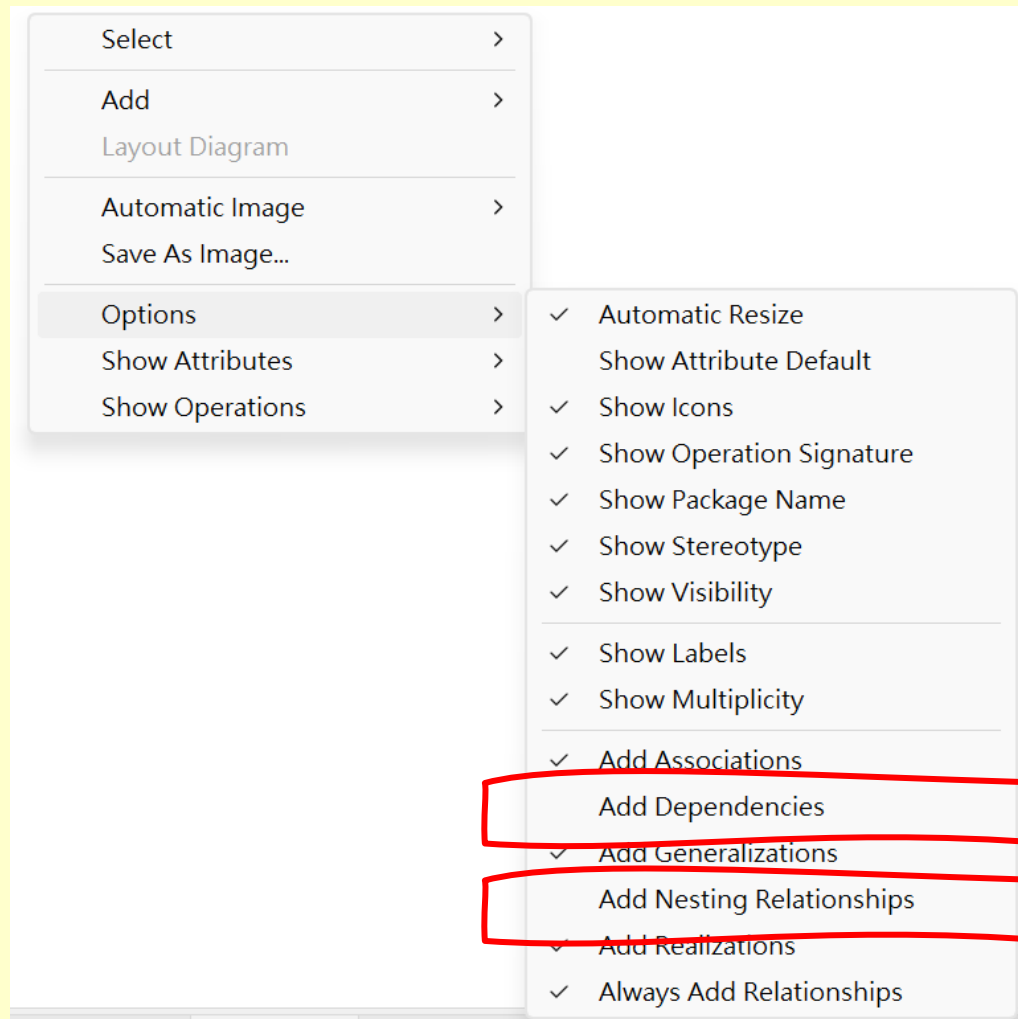 Select
Add
Layout Diagram
Automatic Image
Save As Image...
Options
Show Attributes
Show Operations
Automatic Resize
Show Attribute Default
Show Icons
Show Operation Signature
Show Package Name
Show Stereotype
Show Visibility
Show Labels
Show Multiplicity
Add Associations
Add Dependencies
Add Generalizations
Add Nesting Relationships
Add Realizations
Always Add Relationships